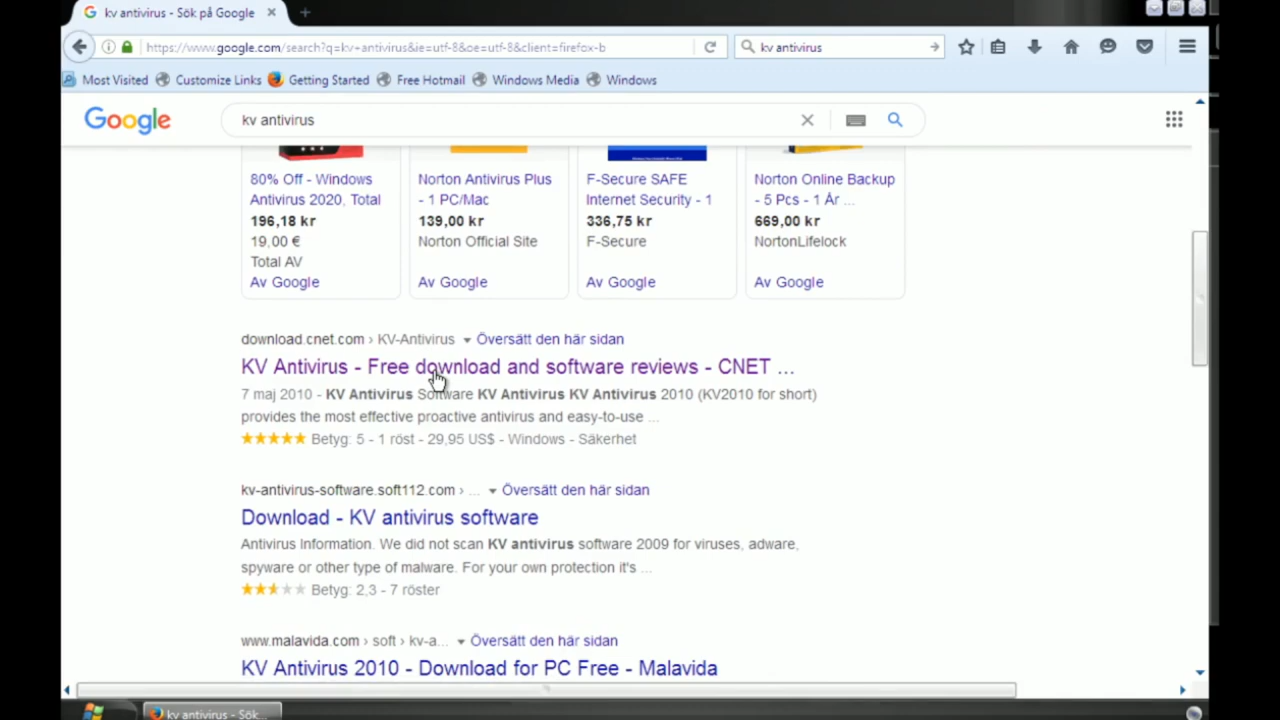 kv antivirus - Sök på Google
https://www.google.com/search?q=kv+antivirus&ie=utf-8&oe=utf-8&client=firefox-b
kv antivirus
Most Visited Customize Links Getting Started Free Hotmail Windows Media Windows
Google kv antivirus
80% Off - Windows
Antivirus 2020, Total
196,18 kr
19,00 €
Total AV
Av Google
Norton Antivirus Plus
- 1 PC/Mac
139,00 kr
Norton Official Site
Av Google
F-Secure SAFE
Internet Security - 1
336,75 kr
F-Secure
Av Google
Norton Online Backup
- 5 Pcs - 1 År ...
669,00 kr
NortonLifelock
Av Google
download.cnet.com › KV-Antivirus Översätt den här sidan
KV Antivirus - Free download and software reviews - CNET ...
7 maj 2010 - KV Antivirus Software KV Antivirus KV Antivirus 2010 (KV2010 for short)
provides the most effective proactive antivirus and easy-to-use ...
Betyg: 5 - 1 röst - 29,95 US$ - Windows - Säkerhet
kv-antivirus-software.soft112.com › ... Översätt den här sidan
Download - KV antivirus software
Antivirus Information. We did not scan KV antivirus software 2009 for viruses, adware,
spyware or other type of malware. For your own protection it's ...
Betyg: 2,3 - 7 röster
www.malavida.com › soft › kv-a... Översätt den här sidan
KV Antivirus 2010 - Download for PC Free - Malavida
kv antivirus - Sök...